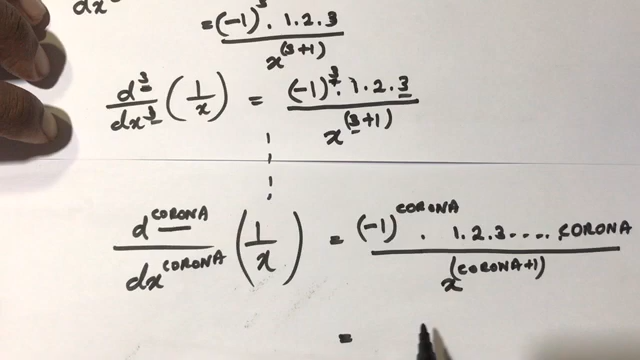 dx
= (-1)^3 . 1.2.3 / x^(3+1)
d^3/dx^3 (1/x) = (-1)^3 . 1.2.3 / x^(3+1)
d^CORONA/dx^CORONA (1/x) = (-1)^CORONA . 1.2.3.... CORONA / x^(CORONA+1)
=